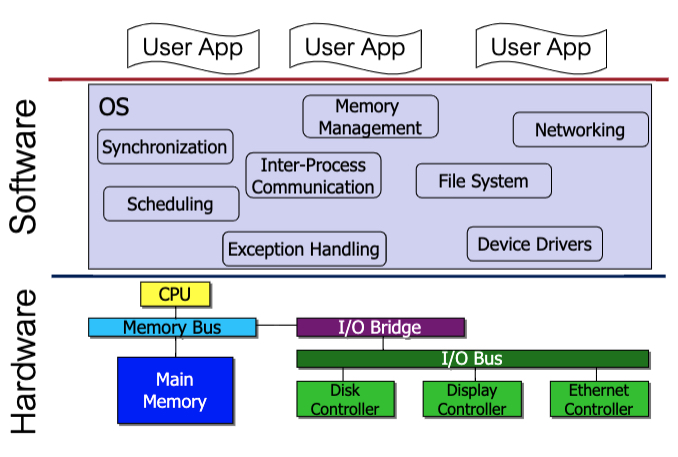 User App
User App
User App
Software
OS
Memory
Management
Networking
Synchronization
Inter-Process
Communication
File System
Scheduling
Exception Handling
Device Drivers
Hardware
CPU
Memory Bus
I/O Bridge
I/O Bus
Main
Memory
Disk
Controller
Display
Controller
Ethernet
Controller